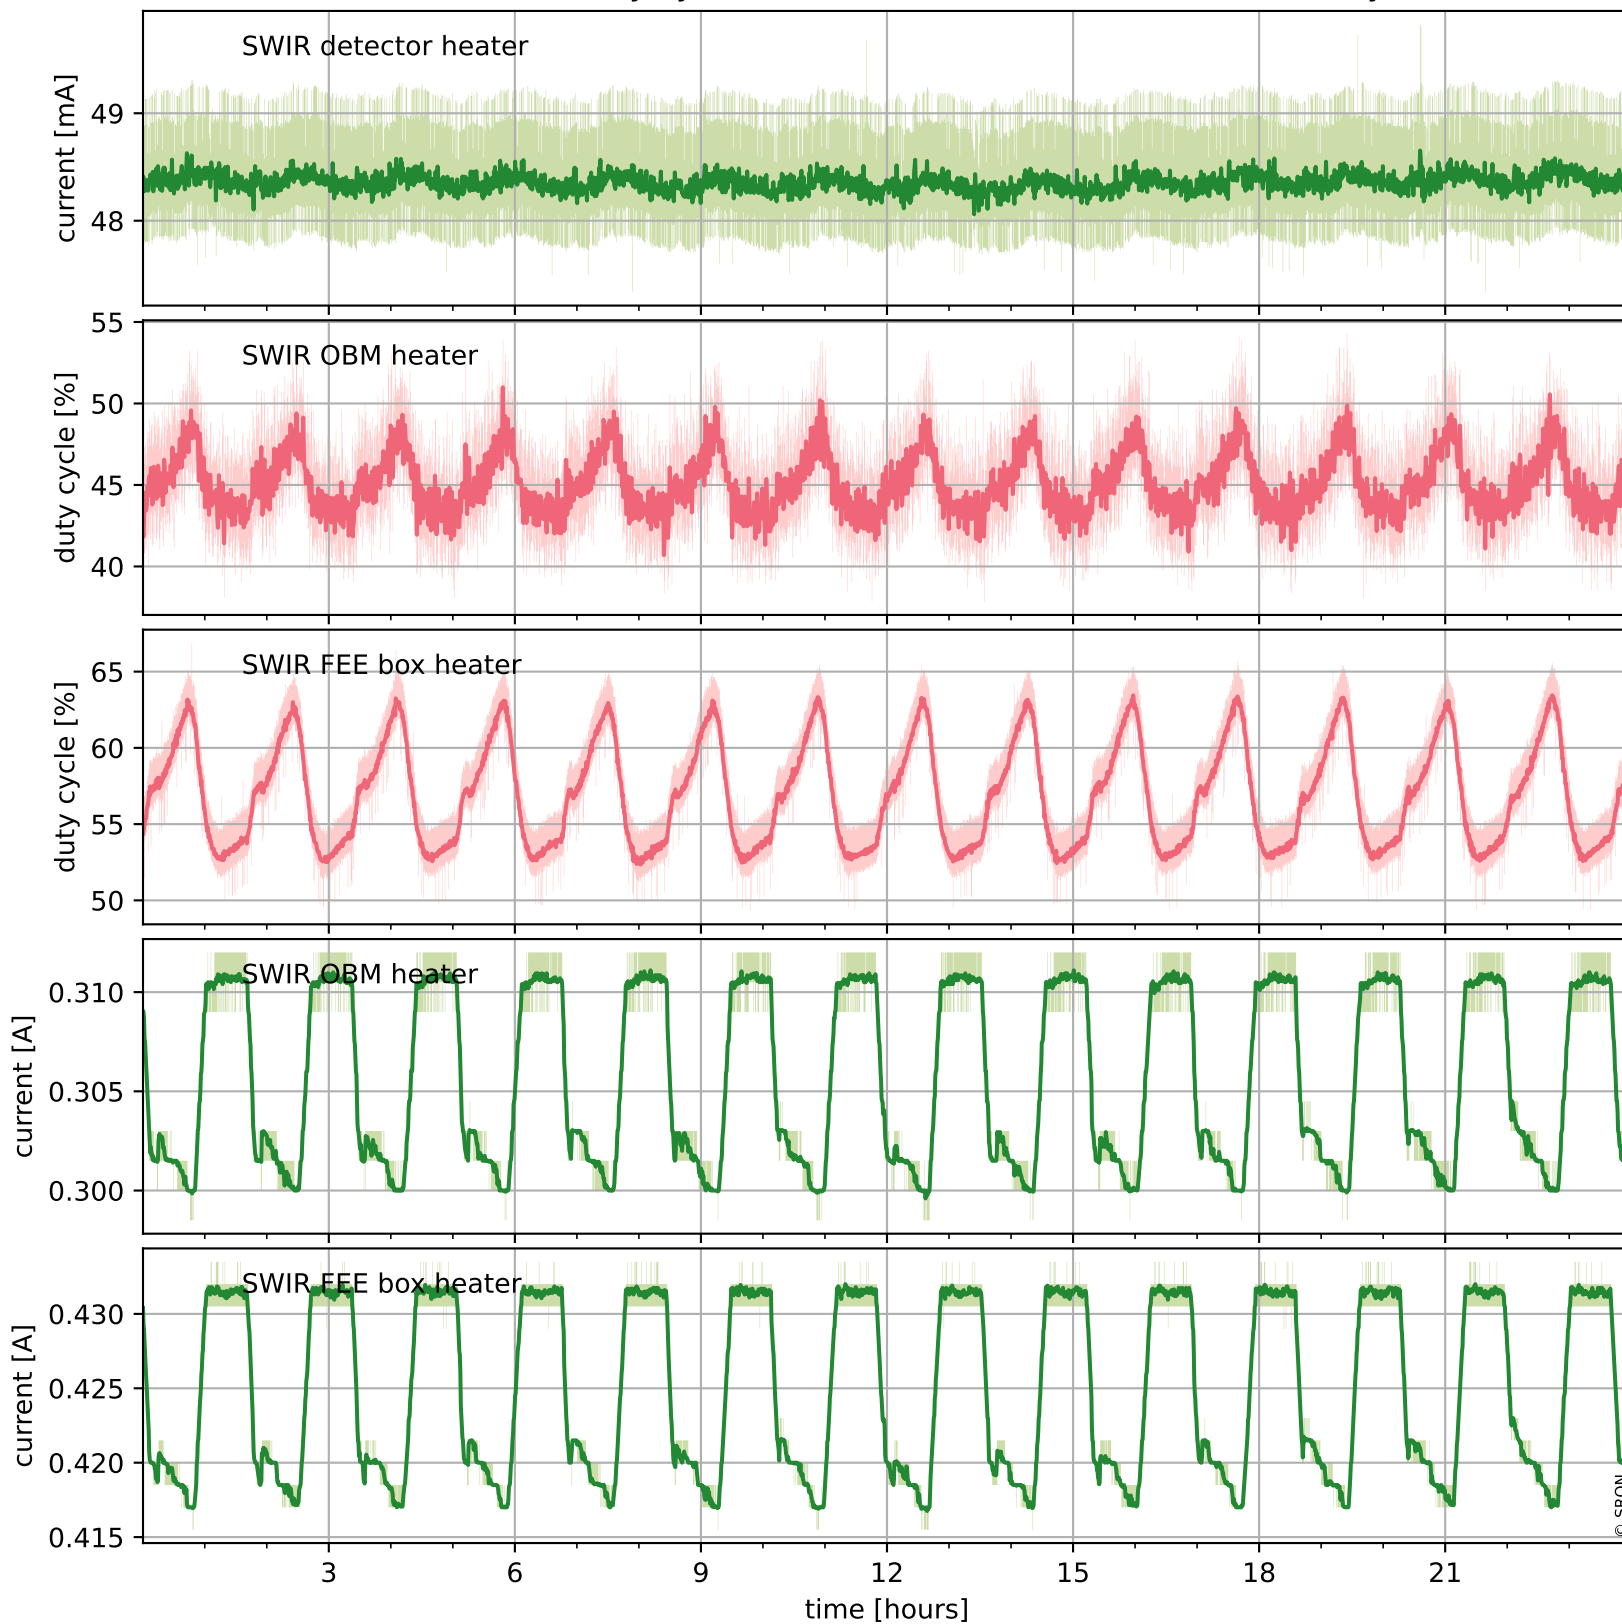 SWIR detector heater
current [mA]
49
48
SWIR OBM heater
duty cycle [%]
55
50
45
40
SWIR FEE box heater
duty cycle [%]
65
60
55
50
SWIR OBM heater
current [A]
0.310
0.305
0.300
SWIR FEE box heater
current [A]
0.430
0.425
0.420
0.415
3 6 9 12 15 18 21
time [hours]
© SRON